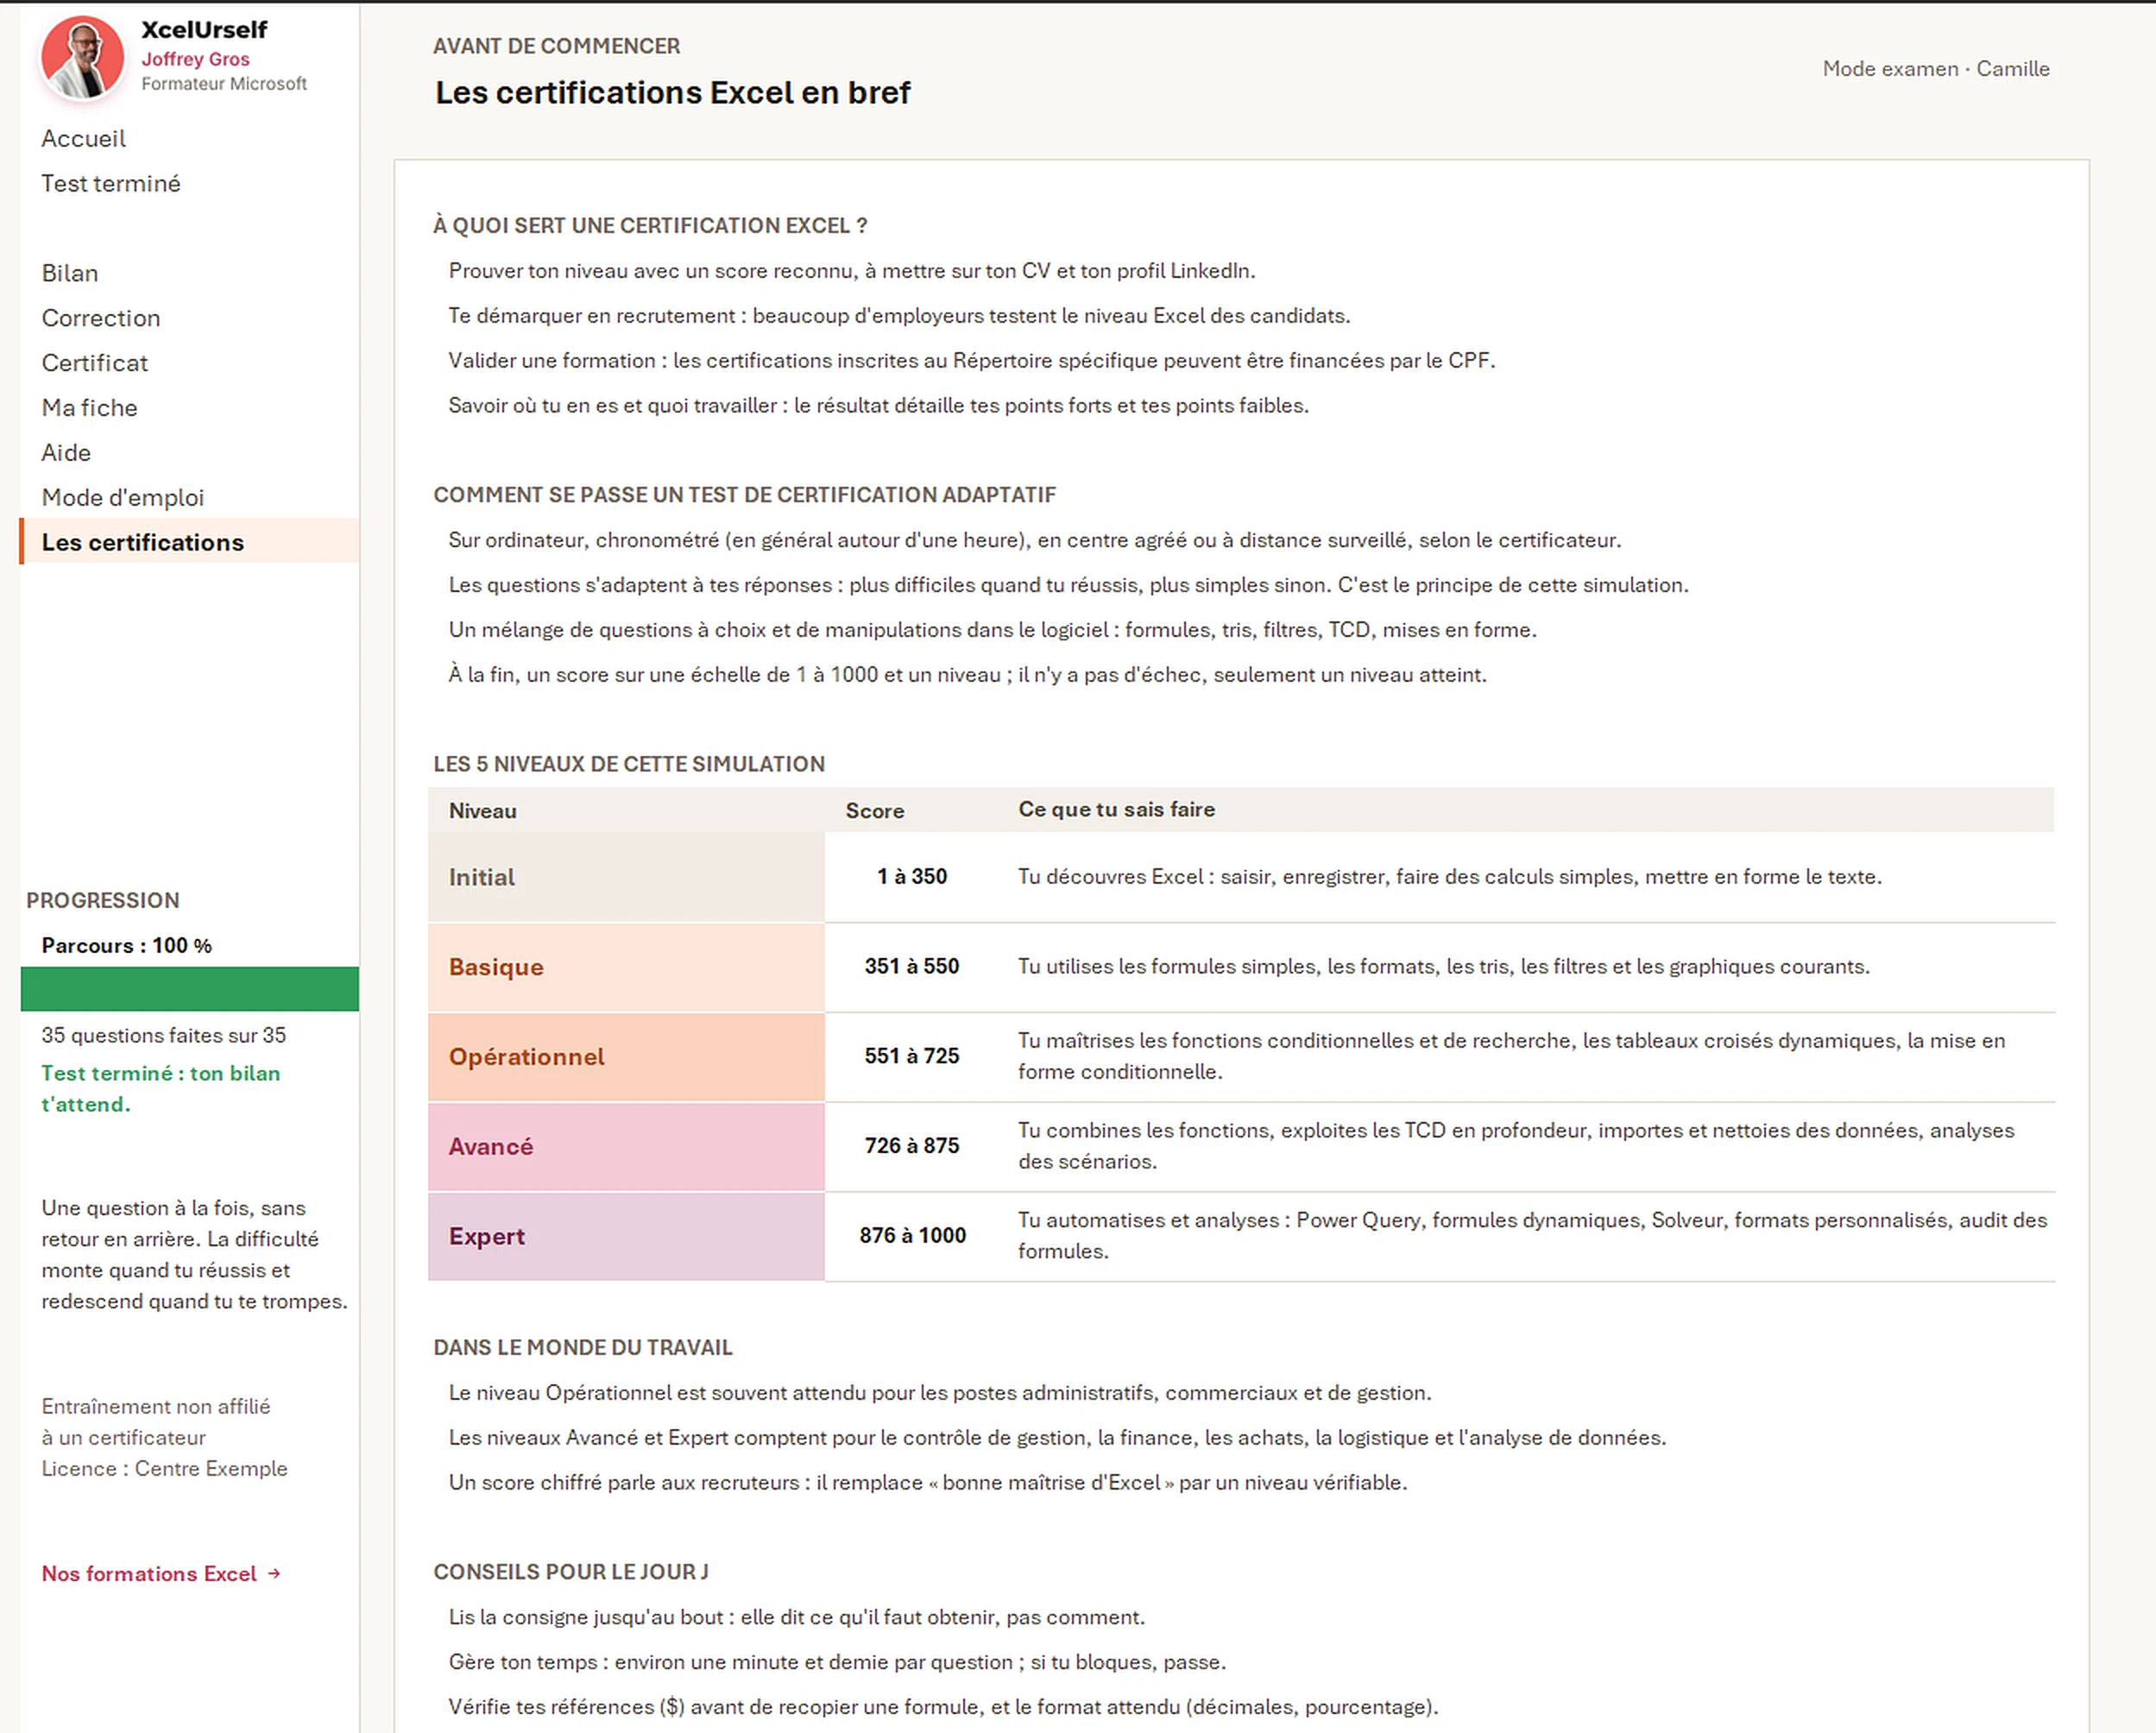 XcelUrself
Joffrey Gros
Formateur Microsoft
Accueil
Test terminé
Bilan
Correction
Certificat
Ma fiche
Aide
Mode d'emploi
Les certifications
PROGRESSION
Parcours : 100 %
35 questions faites sur 35
Test terminé : ton bilan
t'attend.
Une question à la fois, sans
retour en arrière. La difficulté
monte quand tu réussis et
redescend quand tu te trompes.
Entraînement non affilié
à un certificateur
Licence : Centre Exemple
Nos formations Excel →
AVANT DE COMMENCER
Les certifications Excel en bref
Mode examen · Camille
À QUOI SERT UNE CERTIFICATION EXCEL ?
Prouver ton niveau avec un score reconnu, à mettre sur ton CV et ton profil LinkedIn.
Te démarquer en recrutement : beaucoup d'employeurs testent le niveau Excel des candidats.
Valider une formation : les certifications inscrites au Répertoire spécifique peuvent être financées par le CPF.
Savoir où tu en es et quoi travailler : le résultat détaille tes points forts et tes points faibles.
COMMENT SE PASSE UN TEST DE CERTIFICATION ADAPTATIF
Sur ordinateur, chronométré (en général autour d'une heure), en centre agréé ou à distance surveillé, selon le certificateur.
Les questions s'adaptent à tes réponses : plus difficiles quand tu réussis, plus simples sinon. C'est le principe de cette simulation.
Un mélange de questions à choix et de manipulations dans le logiciel : formules, tris, filtres, TCD, mises en forme.
À la fin, un score sur une échelle de 1 à 1000 et un niveau ; il n'y a pas d'échec, seulement un niveau atteint.
LES 5 NIVEAUX DE CETTE SIMULATION
Niveau Score Ce que tu sais faire
Initial 1 à 350 Tu découvres Excel : saisir, enregistrer, faire des calculs simples, mettre en forme le texte.
Basique 351 à 550 Tu utilises les formules simples, les formats, les tris, les filtres et les graphiques courants.
Opérationnel 551 à 725 Tu maîtrises les fonctions conditionnelles et de recherche, les tableaux croisés dynamiques, la mise en
forme conditionnelle.
Avancé 726 à 875 Tu combines les fonctions, exploites les TCD en profondeur, importes et nettoies des données, analyses
des scénarios.
Expert 876 à 1000 Tu automatises et analyses : Power Query, formules dynamiques, Solveur, formats personnalisés, audit des
formules.
DANS LE MONDE DU TRAVAIL
Le niveau Opérationnel est souvent attendu pour les postes administratifs, commerciaux et de gestion.
Les niveaux Avancé et Expert comptent pour le contrôle de gestion, la finance, les achats, la logistique et l'analyse de données.
Un score chiffré parle aux recruteurs : il remplace « bonne maîtrise d'Excel » par un niveau vérifiable.
CONSEILS POUR LE JOUR J
Lis la consigne jusqu'au bout : elle dit ce qu'il faut obtenir, pas comment.
Gère ton temps : environ une minute et demie par question ; si tu bloques, passe.
Vérifie tes références ($) avant de recopier une formule, et le format attendu (décimales, pourcentage).